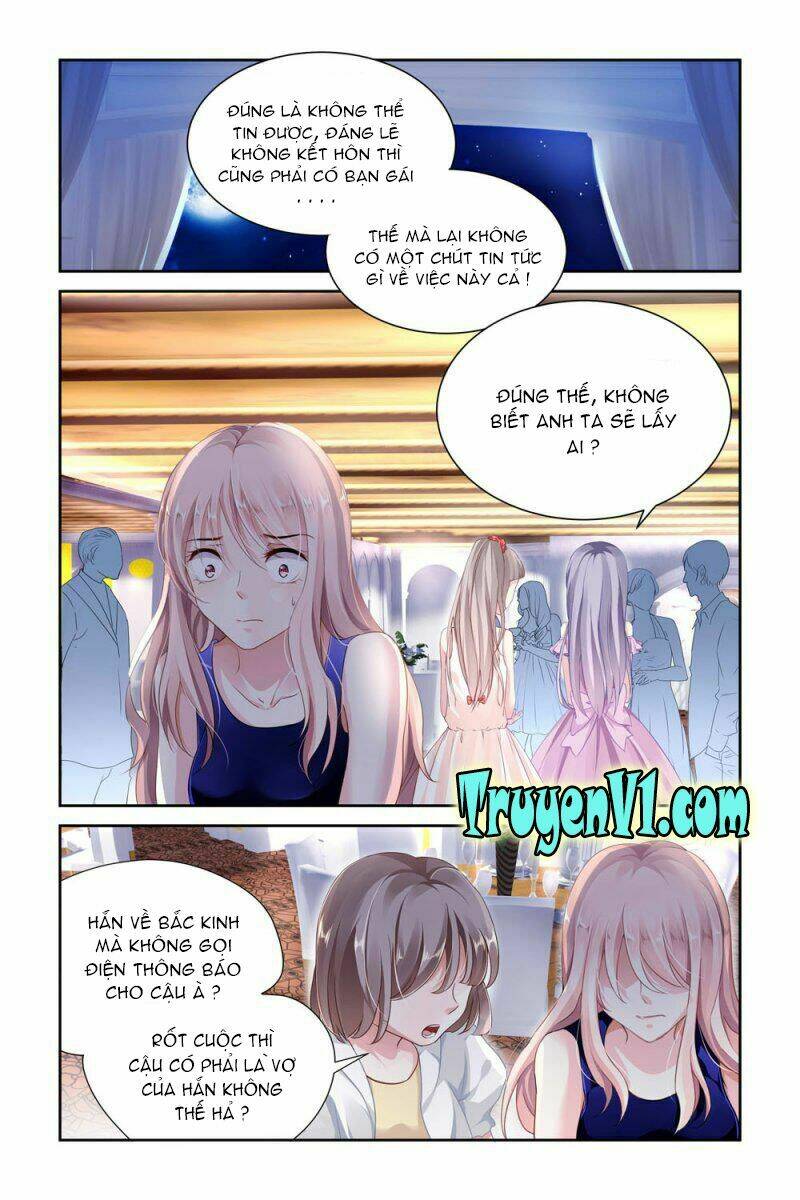 ĐÚNG LÀ KHÔNG THỂ
TIN ĐƯỢC, ĐÁNG LẼ
KHÔNG KẾT HÔN THÌ
CŨNG PHẢI CÓ BẠN GÁI
. . . .
THẾ MÀ LẠI KHÔNG
CÓ MỘT CHÚT TIN TỨC
GÌ VỀ VIỆC NÀY CẢ !
ĐÚNG THẾ, KHÔNG
BIẾT ANH TA SẼ LẤY
AI ?
TruyenV1.com
HẮN VỀ BẮC KINH
MÀ KHÔNG GỌI
ĐIỆN THÔNG BÁO
CHO CẬU À ?
RỐT CUỘC THÌ
CẬU CÓ PHẢI LÀ VỢ
CỦA HẮN KHÔNG
THẾ HẢ ?